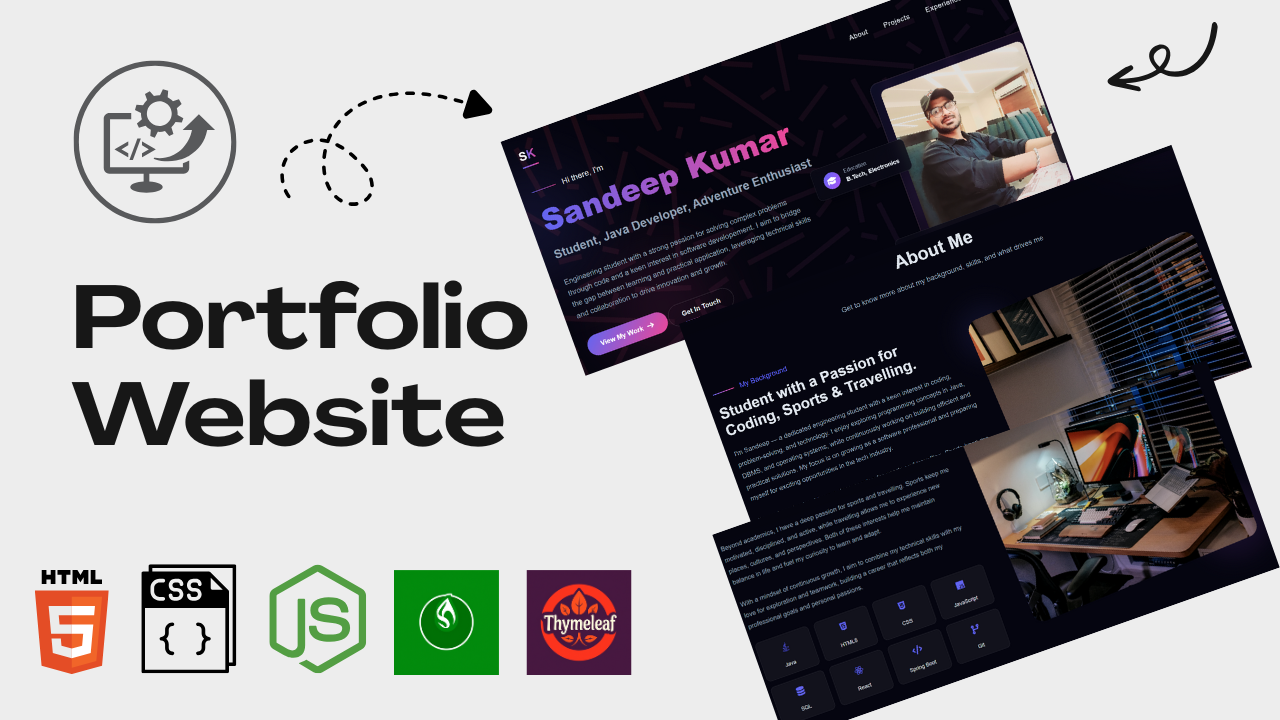 Portfolio
Website
</>
HTML
5
CSS
{ }
JS
Thymeleaf
About Projects
SK
Hi there, I'm
Sandeep Kumar
Student, Java Developer, Adventure Enthusiast
Engineering student with a strong passion for solving complex problems
through code and a keen interest in software developement. I aim to bridge
the gap between learning and practical application, leveraging technical skills
and collaboration to drive innovation and growth.
View My Work
Get In Touch
Education
B.Tech, Electronics
About Me
Get to know more about my background, skills, and what drives me
My Background
Student with a Passion for
Coding, Sports & Travelling.
I'm Sandeep — a dedicated engineering student with a keen interest in coding,
problem-solving, and technology. I enjoy exploring programming concepts in Java,
DBMS, and operating systems, while continuously working on building efficient and
practical solutions. My focus is on growing as a software professional and preparing
myself for exciting opportunities in the tech industry.
Beyond academics, I have a deep passion for sports and travelling. Sports keep me
motivated, disciplined, and active, while travelling allows me to experience new
places, cultures, and perspectives. Both of these interests help me maintain
balance in life and fuel my curiosity to learn and adapt.
With a mindset of continuous growth, I aim to combine my technical skills with my
love for exploration and teamwork, building a career that reflects both my
professional goals and personal passions.
Java
HTML5
CSS
JavaScript
SQL
React
Spring Boot
Git